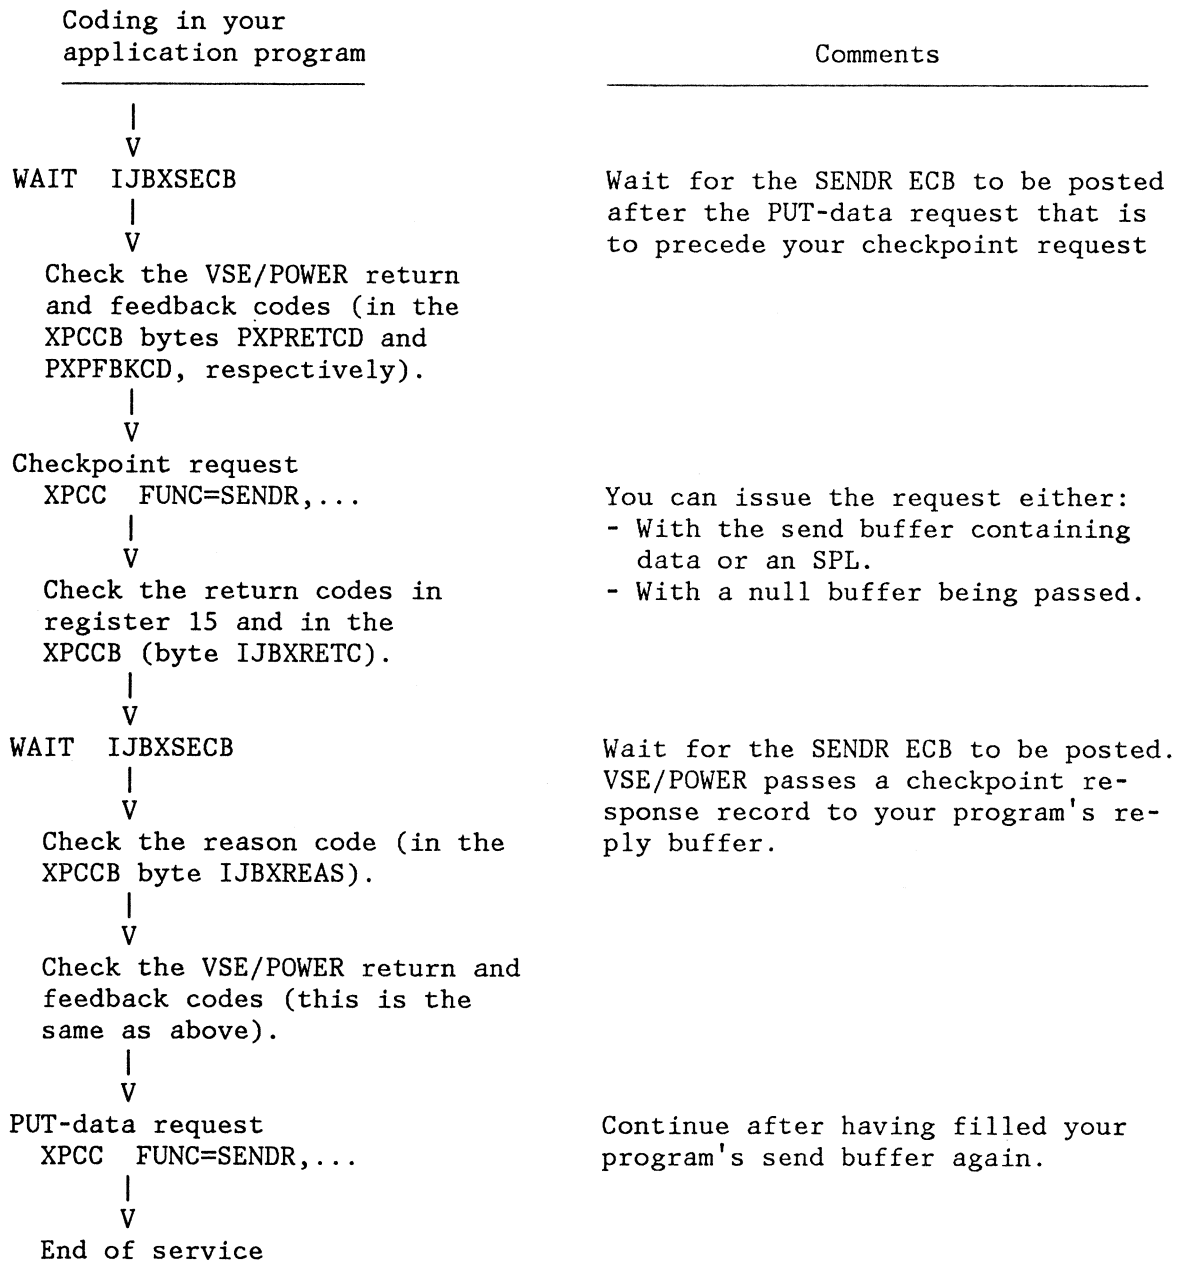 Coding in your
application program
Comments
|
V
WAIT IJBXSECB
Wait for the SENDR ECB to be posted
after the PUT-data request that is
to precede your checkpoint request
|
V
Check the VSE/POWER return
and feedback codes (in the
XPCCB bytes PXPRETCD and
PXPFBKCD, respectively).
|
V
Checkpoint request
XPCC FUNC=SENDR,...
You can issue the request either:
- With the send buffer containing
data or an SPL.
- With a null buffer being passed.
|
V
Check the return codes in
register 15 and in the
XPCCB (byte IJBXRETC).
|
V
WAIT IJBXSECB
Wait for the SENDR ECB to be posted.
VSE/POWER passes a checkpoint re-
sponse record to your program's re-
ply buffer.
|
V
Check the reason code (in the
XPCCB byte IJBXREAS).
|
V
Check the VSE/POWER return and
feedback codes (this is the
same as above).
|
V
PUT-data request
XPCC FUNC=SENDR,...
Continue after having filled your
program's send buffer again.
|
V
End of service